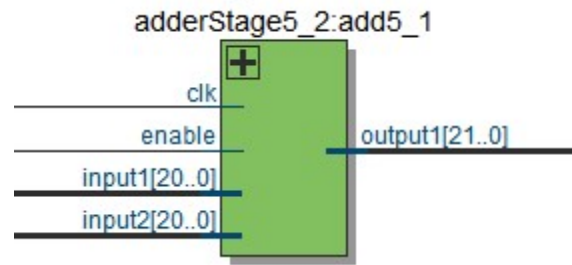 adderStage5_2:add5_1
clk
enable
output1[21..0]
input1[20..0]
input2[20..0]